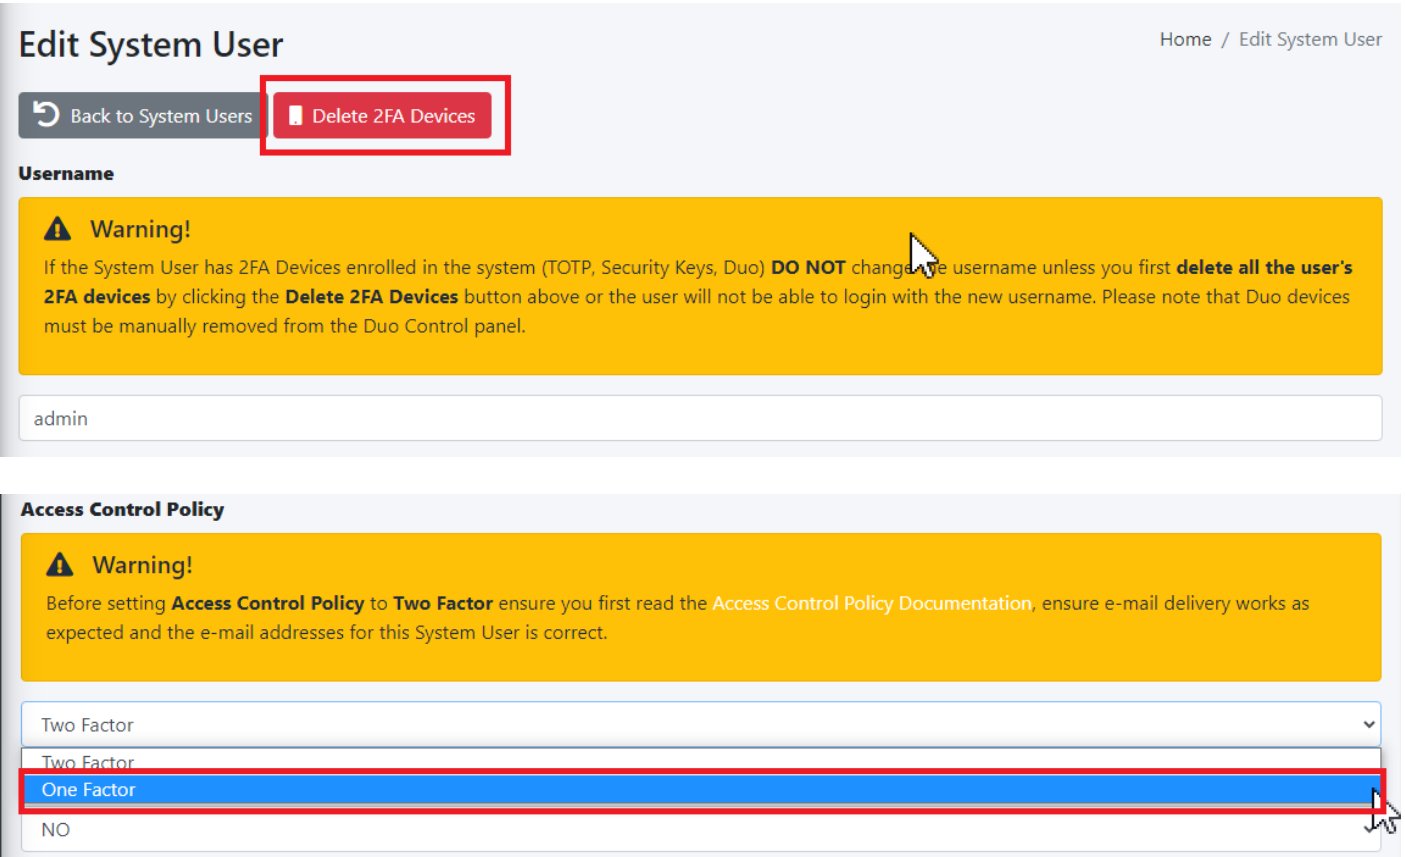 Edit System User
Home / Edit System User
Back to System Users
Delete 2FA Devices
Username
Warning!
If the System User has 2FA Devices enrolled in the system (TOTP, Security Keys, Duo) DO NOT change username unless you first delete all the user's
2FA devices by clicking the Delete 2FA Devices button above or the user will not be able to login with the new username. Please note that Duo devices
must be manually removed from the Duo Control panel.
admin
Access Control Policy
Warning!
Before setting Access Control Policy to Two Factor ensure you first read the Access Control Policy Documentation, ensure e-mail delivery works as
expected and the e-mail addresses for this System User is correct.
Two Factor
Two Factor
One Factor
NO